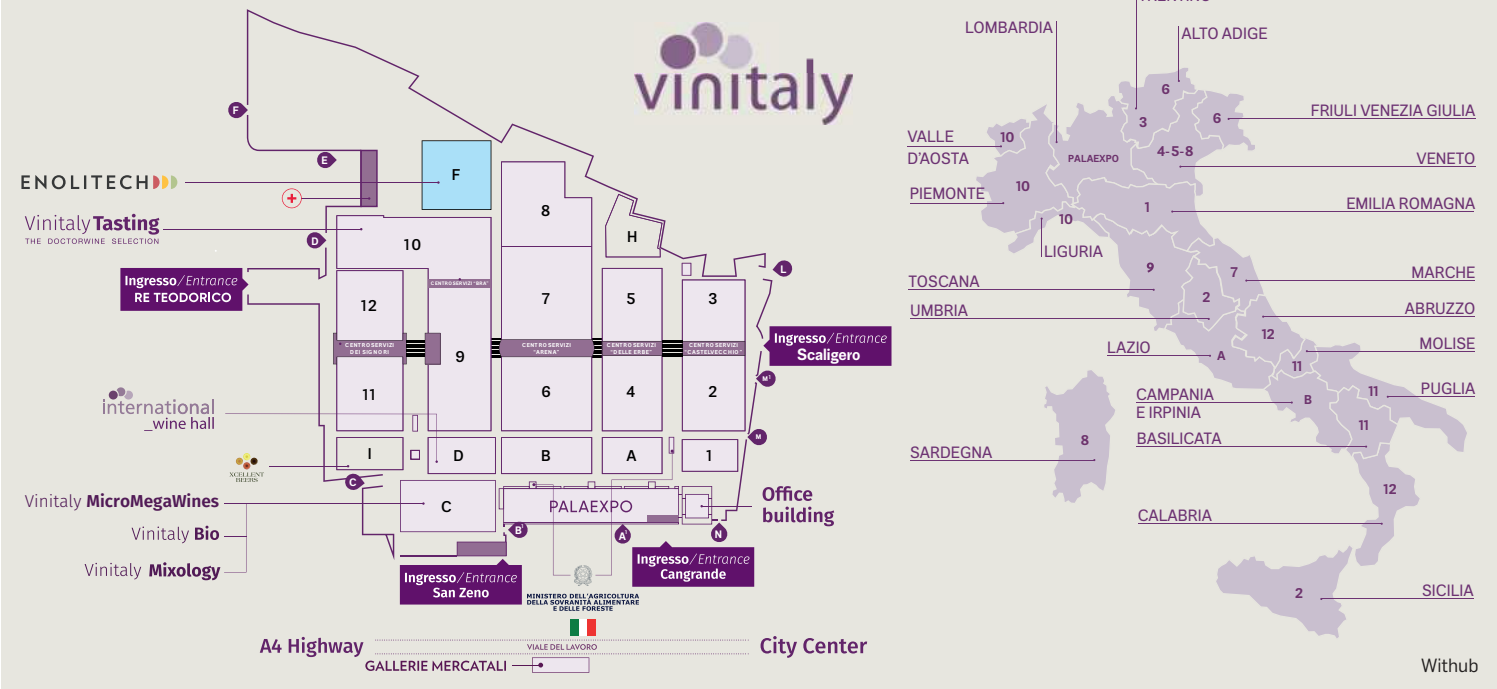 vinitaly
F
E
ENOLITECH
F
Vinitaly Tasting
THE DOCTORWINE SELECTION
D
10
8
H
L
Ingresso/Entrance
RE TEODORICO
CENTRO SERVIZI "BRA"
12
7
5
3
CENTRO SERVIZI
DEI SIGNORI
9
CENTRO SERVIZI
"ARENA"
CENTRO SERVIZI
"DELLE ERBE"
CENTRO SERVIZI
"CASTELVECCHIO"
Ingresso/Entrance
Scaligero
M¹
11
6
4
2
international
_wine hall
M
I
D
B
A
1
XCELLENT
BEERS
C
Vinitaly MicroMegaWines
C
PALAEXPO
Office
building
Vinitaly Bio
B¹
A¹
N
Vinitaly Mixology
Ingresso/Entrance
San Zeno
Ingresso/Entrance
Cangrande
MINISTERO DELL'AGRICOLTURA
DELLA SOVRANITÀ ALIMENTARE
E DELLE FORESTE
A4 Highway
VIALE DEL LAVORO
City Center
GALLERIE MERCATALI
LOMBARDIA
ALTO ADIGE
6
3
6
FRIULI VENEZIA GIULIA
VALLE
D'AOSTA
10
PALAEXPO
4-5-8
VENETO
PIEMONTE
10
1
EMILIA ROMAGNA
10
LIGURIA
9
7
MARCHE
TOSCANA
2
UMBRIA
ABRUZZO
12
LAZIO
A
MOLISE
11
CAMPANIA
E IRPINIA
B
11
PUGLIA
11
BASILICATA
8
SARDEGNA
12
CALABRIA
2
SICILIA
Withub